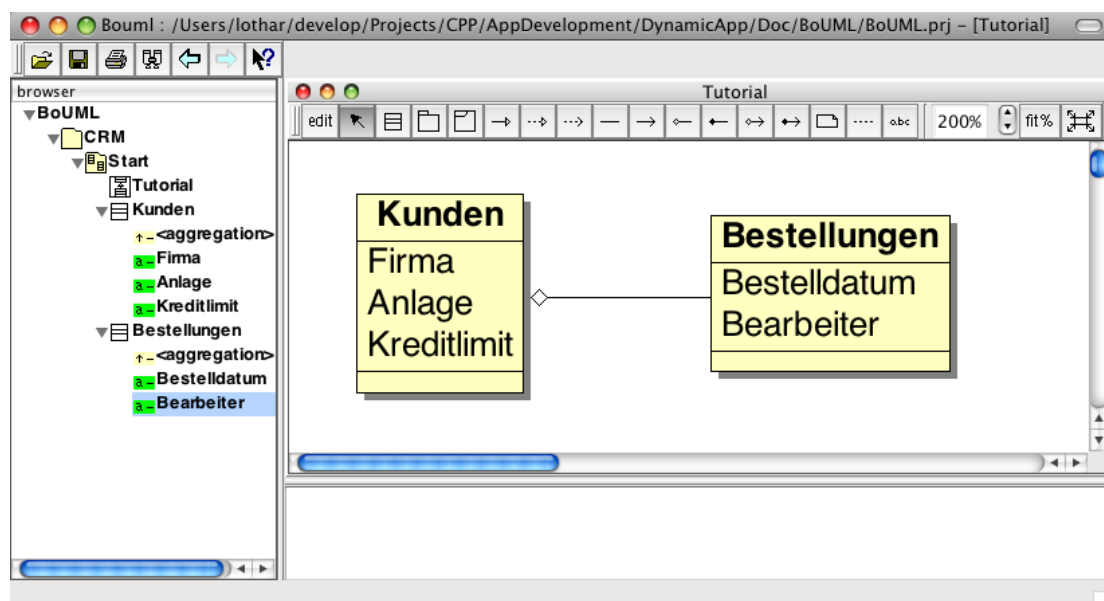 Bouml : /Users/lothar/develop/Projects/CPP/AppDevelopment/DynamicApp/Doc/BoUML/BoUML.prj – [Tutorial]
browser
BoUML
CRM
Start
Tutorial
Kunden
<aggregation>
Firma
Anlage
Kreditlimit
Bestellungen
<aggregation>
Bestelldatum
Bearbeiter
Tutorial
edit
abc
200%
fit%
Kunden
Firma
Anlage
Kreditlimit
Bestellungen
Bestelldatum
Bearbeiter